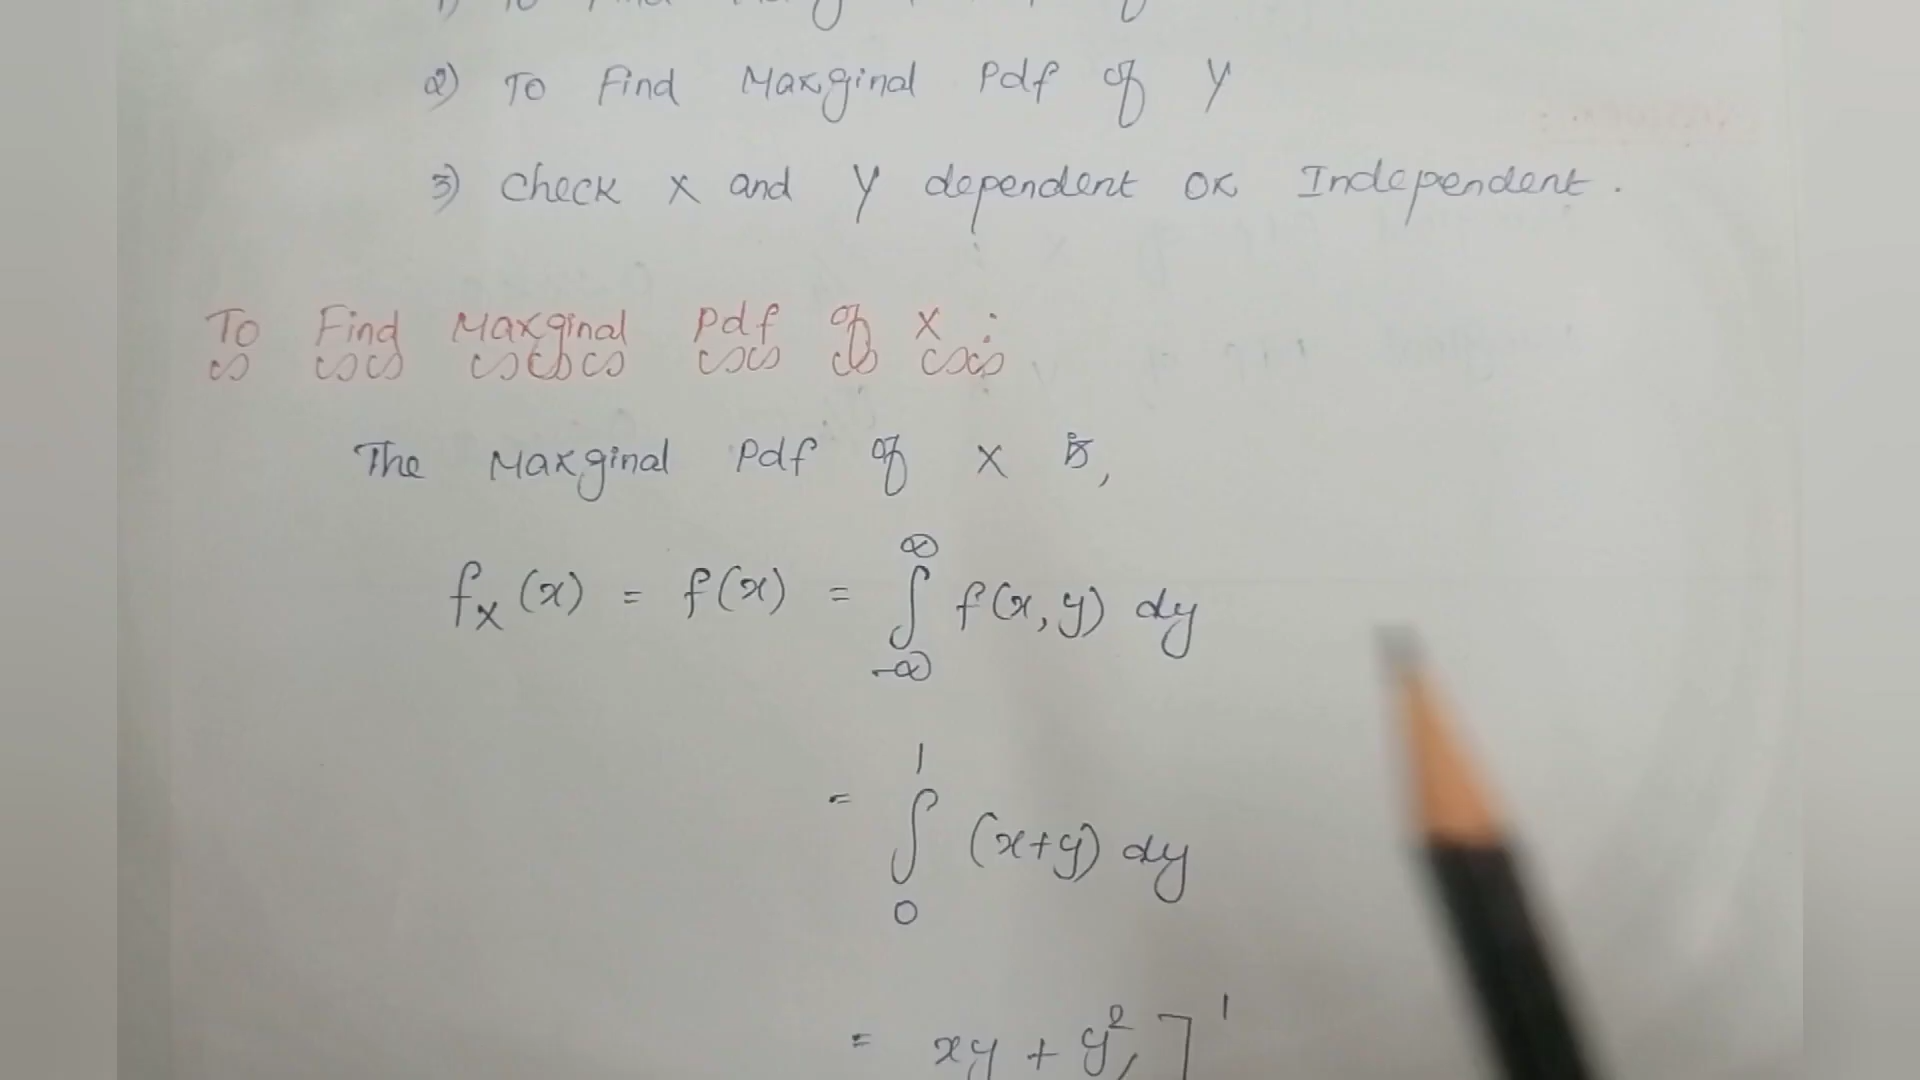 2) To Find Marginal Pdf of Y
3) Check X and Y dependent or Independent.
To Find Marginal Pdf of X :
The Marginal Pdf of X is,
fX (x) = f(x) = ∫_{-∞}^{∞} f(x,y) dy
= ∫_{0}^{1} (x+y) dy
= xy + y²/ ]¹